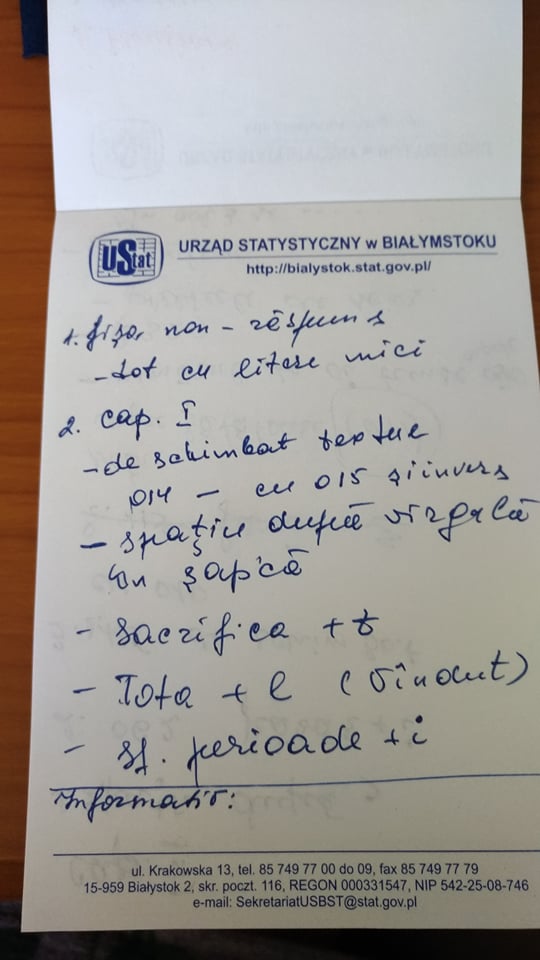 UStat
URZĄD STATYSTYCZNY w BIAŁYMSTOKU
http://bialystok.stat.gov.pl/
1. fișa, non - răspuns
- tot cu litere mici
2. cap. I
- de schimbat textul
014 - cu 015 și invers
- spațiu după virgulă
în șapcă
- sacrifica + t
- Tota + l (vîndut)
- sf. perioade + i
Informativ:
ul. Krakowska 13, tel. 85 749 77 00 do 09, fax 85 749 77 79
15-959 Białystok 2, skr. poczt. 116, REGON 000331547, NIP 542-25-08-746
e-mail: SekretariatUSBST@stat.gov.pl